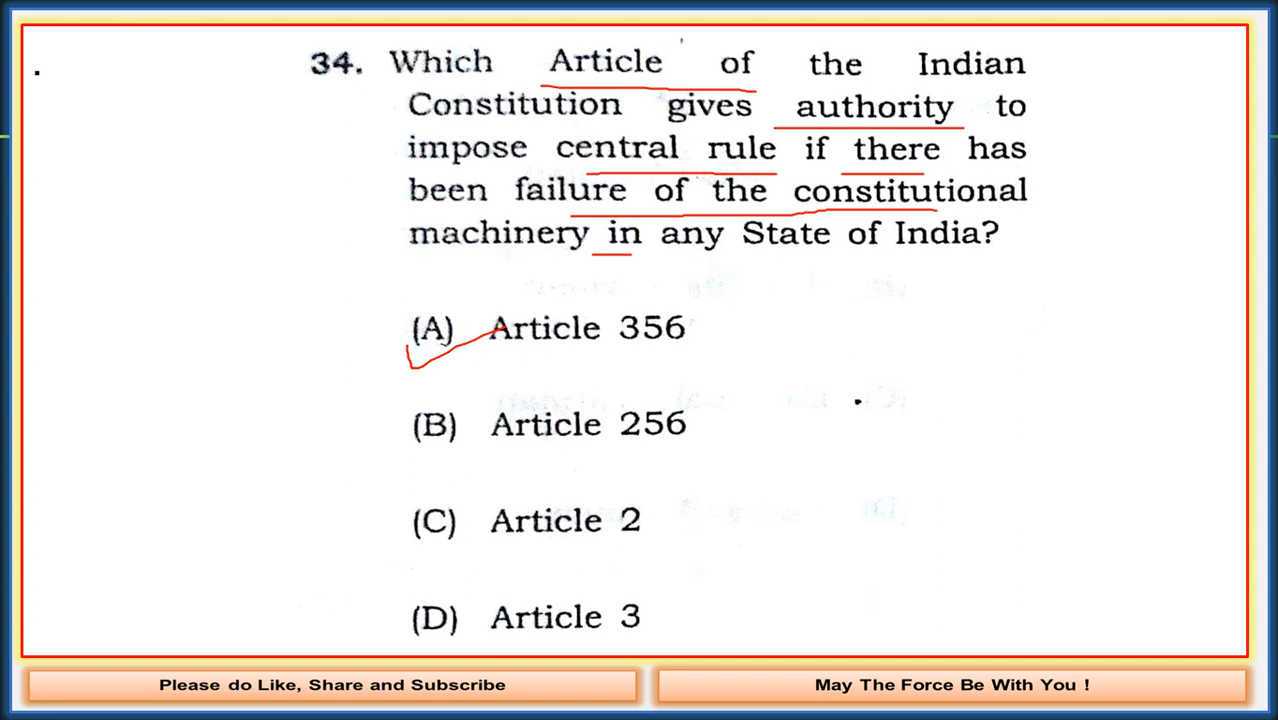 34. Which Article of the Indian
Constitution gives authority to
impose central rule if there has
been failure of the constitutional
machinery in any State of India?
(A) Article 356
(B) Article 256
(C) Article 2
(D) Article 3
Please do Like, Share and Subscribe
May The Force Be With You !